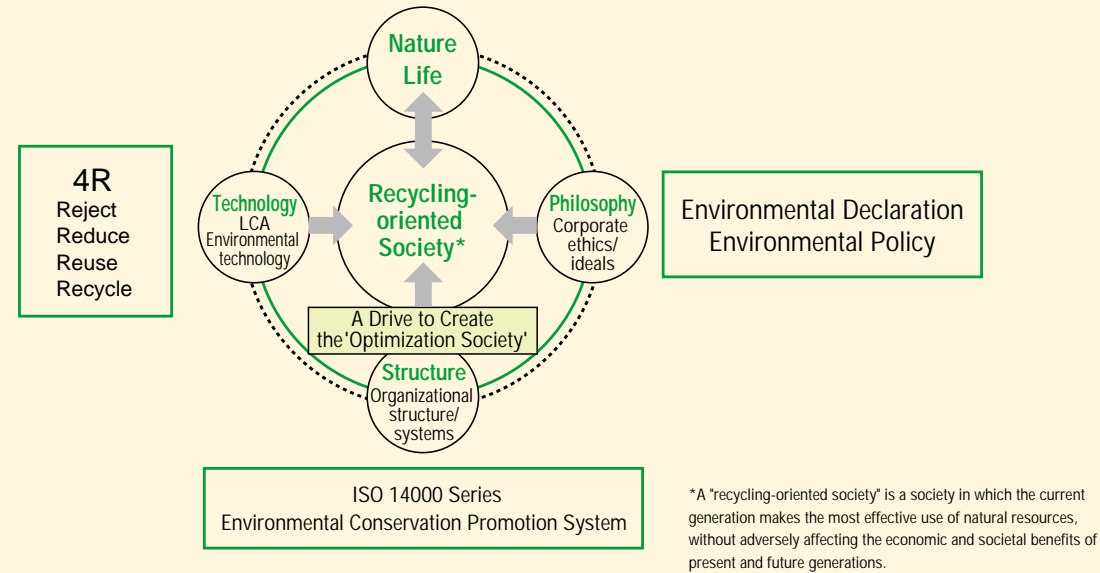 Nature
Life
4R
Reject
Reduce
Reuse
Recycle
Technology
LCA
Environmental
technology
Recycling-
oriented
Society*
Philosophy
Corporate
ethics/
ideals
Environmental Declaration
Environmental Policy
A Drive to Create
the'Optimization Society'
Structure
Organizational
structure/
systems
ISO 14000 Series
Environmental Conservation Promotion System
*A "recycling-oriented society" is a society in which the current
generation makes the most effective use of natural resources,
without adversely affecting the economic and societal benefits of
present and future generations.